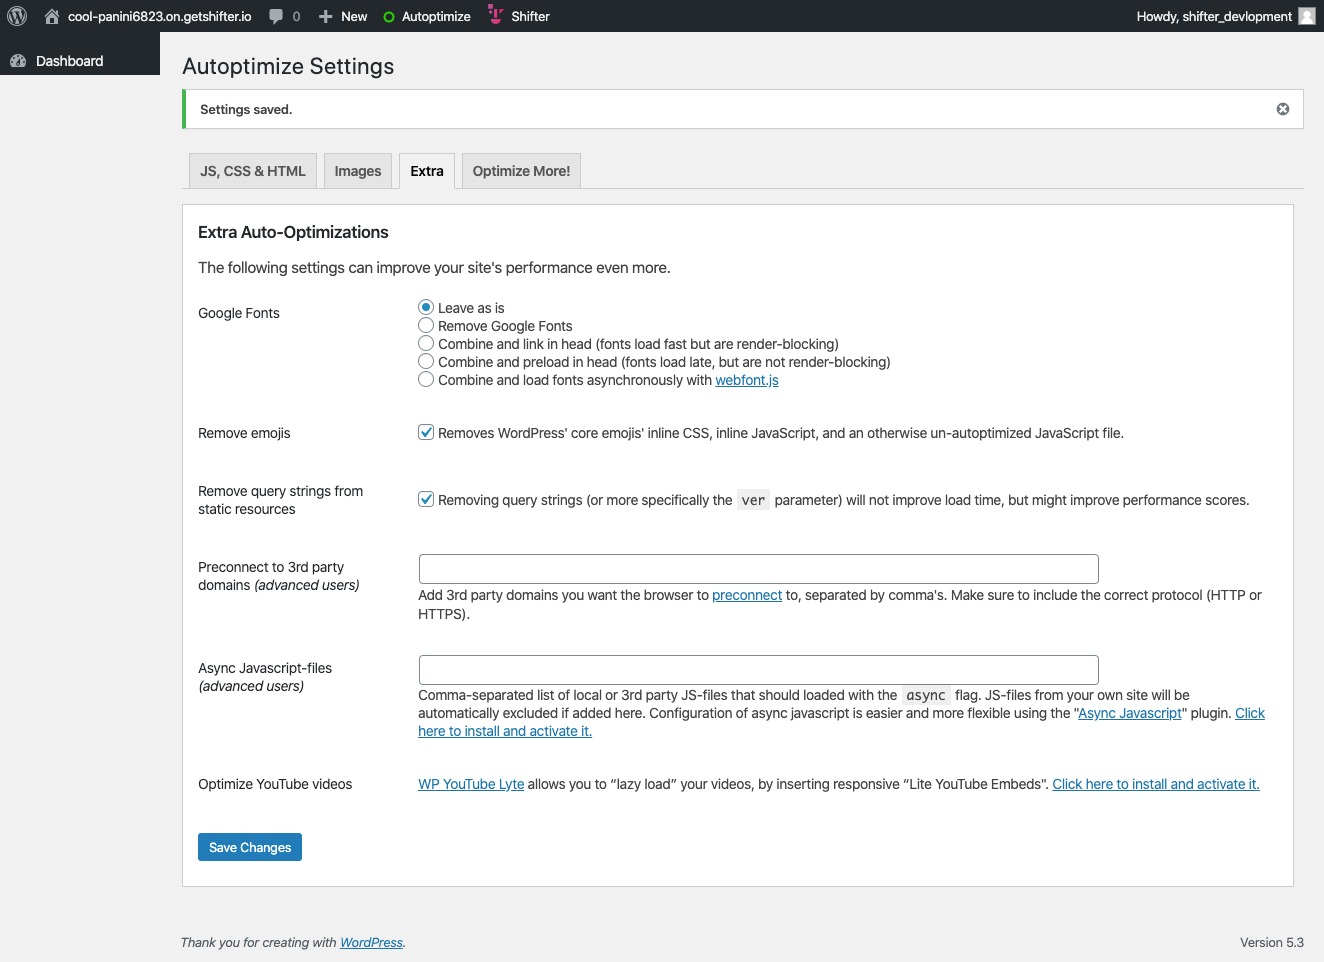 cool-panini6823.on.getshifter.io 0 New Autoptimize Shifter Howdy, shifter_devlopment
Dashboard
Autoptimize Settings
Settings saved.
JS, CSS & HTML Images Extra Optimize More!
Extra Auto-Optimizations
The following settings can improve your site's performance even more.
Google Fonts
Leave as is
Remove Google Fonts
Combine and link in head (fonts load fast but are render-blocking)
Combine and preload in head (fonts load late, but are not render-blocking)
Combine and load fonts asynchronously with webfont.js
Remove emojis
Removes WordPress' core emojis' inline CSS, inline JavaScript, and an otherwise un-autoptimized JavaScript file.
Remove query strings from
static resources
Removing query strings (or more specifically the ver parameter) will not improve load time, but might improve performance scores.
Preconnect to 3rd party
domains (advanced users)
Add 3rd party domains you want the browser to preconnect to, separated by comma's. Make sure to include the correct protocol (HTTP or
HTTPS).
Async Javascript-files
(advanced users)
Comma-separated list of local or 3rd party JS-files that should loaded with the async flag. JS-files from your own site will be
automatically excluded if added here. Configuration of async javascript is easier and more flexible using the "Async Javascript" plugin. Click
here to install and activate it.
Optimize YouTube videos
WP YouTube Lyte allows you to “lazy load” your videos, by inserting responsive “Lite YouTube Embeds". Click here to install and activate it.
Save Changes
Thank you for creating with WordPress. Version 5.3